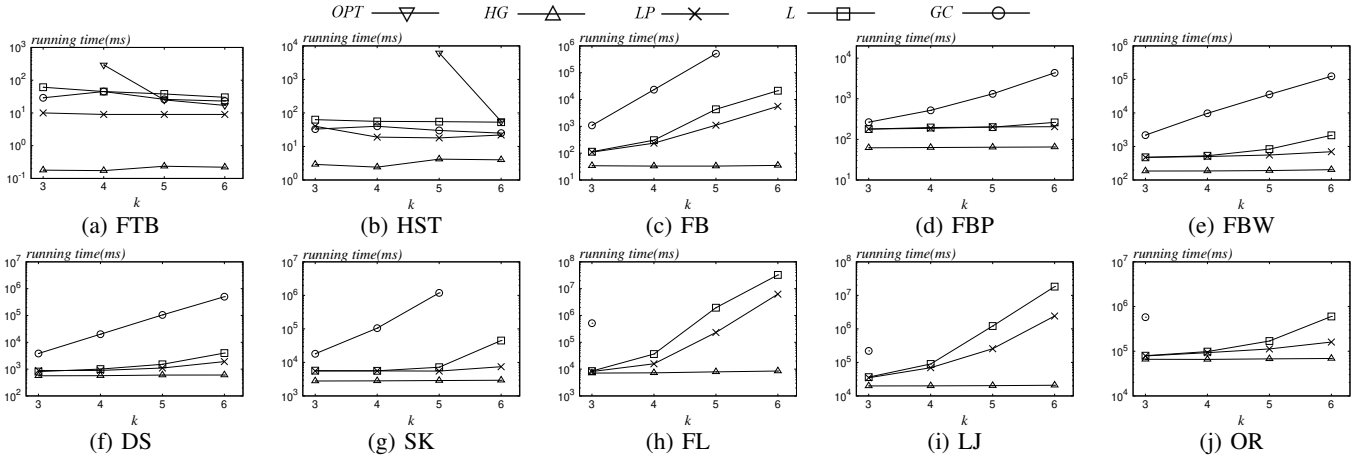 OPT HG LP L GC
running time(ms) running time(ms) running time(ms) running time(ms) running time(ms)
10^3 10^4 10^6 10^4 10^6
10^2 10^3 10^5 10^3 10^5
10^1 10^2 10^4 10^2 10^4
10^0 10^1 10^3 10^1 10^3
10^-1 10^0 10^2 10^0 10^2
10^1
3 4 5 6 3 4 5 6 3 4 5 6 3 4 5 6 3 4 5 6
k k k k k
(a) FTB (b) HST (c) FB (d) FBP (e) FBW
running time(ms) running time(ms) running time(ms) running time(ms) running time(ms)
10^7 10^7 10^8 10^8 10^7
10^6 10^6 10^7 10^7 10^6
10^5 10^5 10^6 10^6 10^5
10^4 10^4 10^5 10^5 10^4
10^3 10^3 10^4 10^4
10^2 10^3
3 4 5 6 3 4 5 6 3 4 5 6 3 4 5 6 3 4 5 6
k k k k k
(f) DS (g) SK (h) FL (i) LJ (j) OR